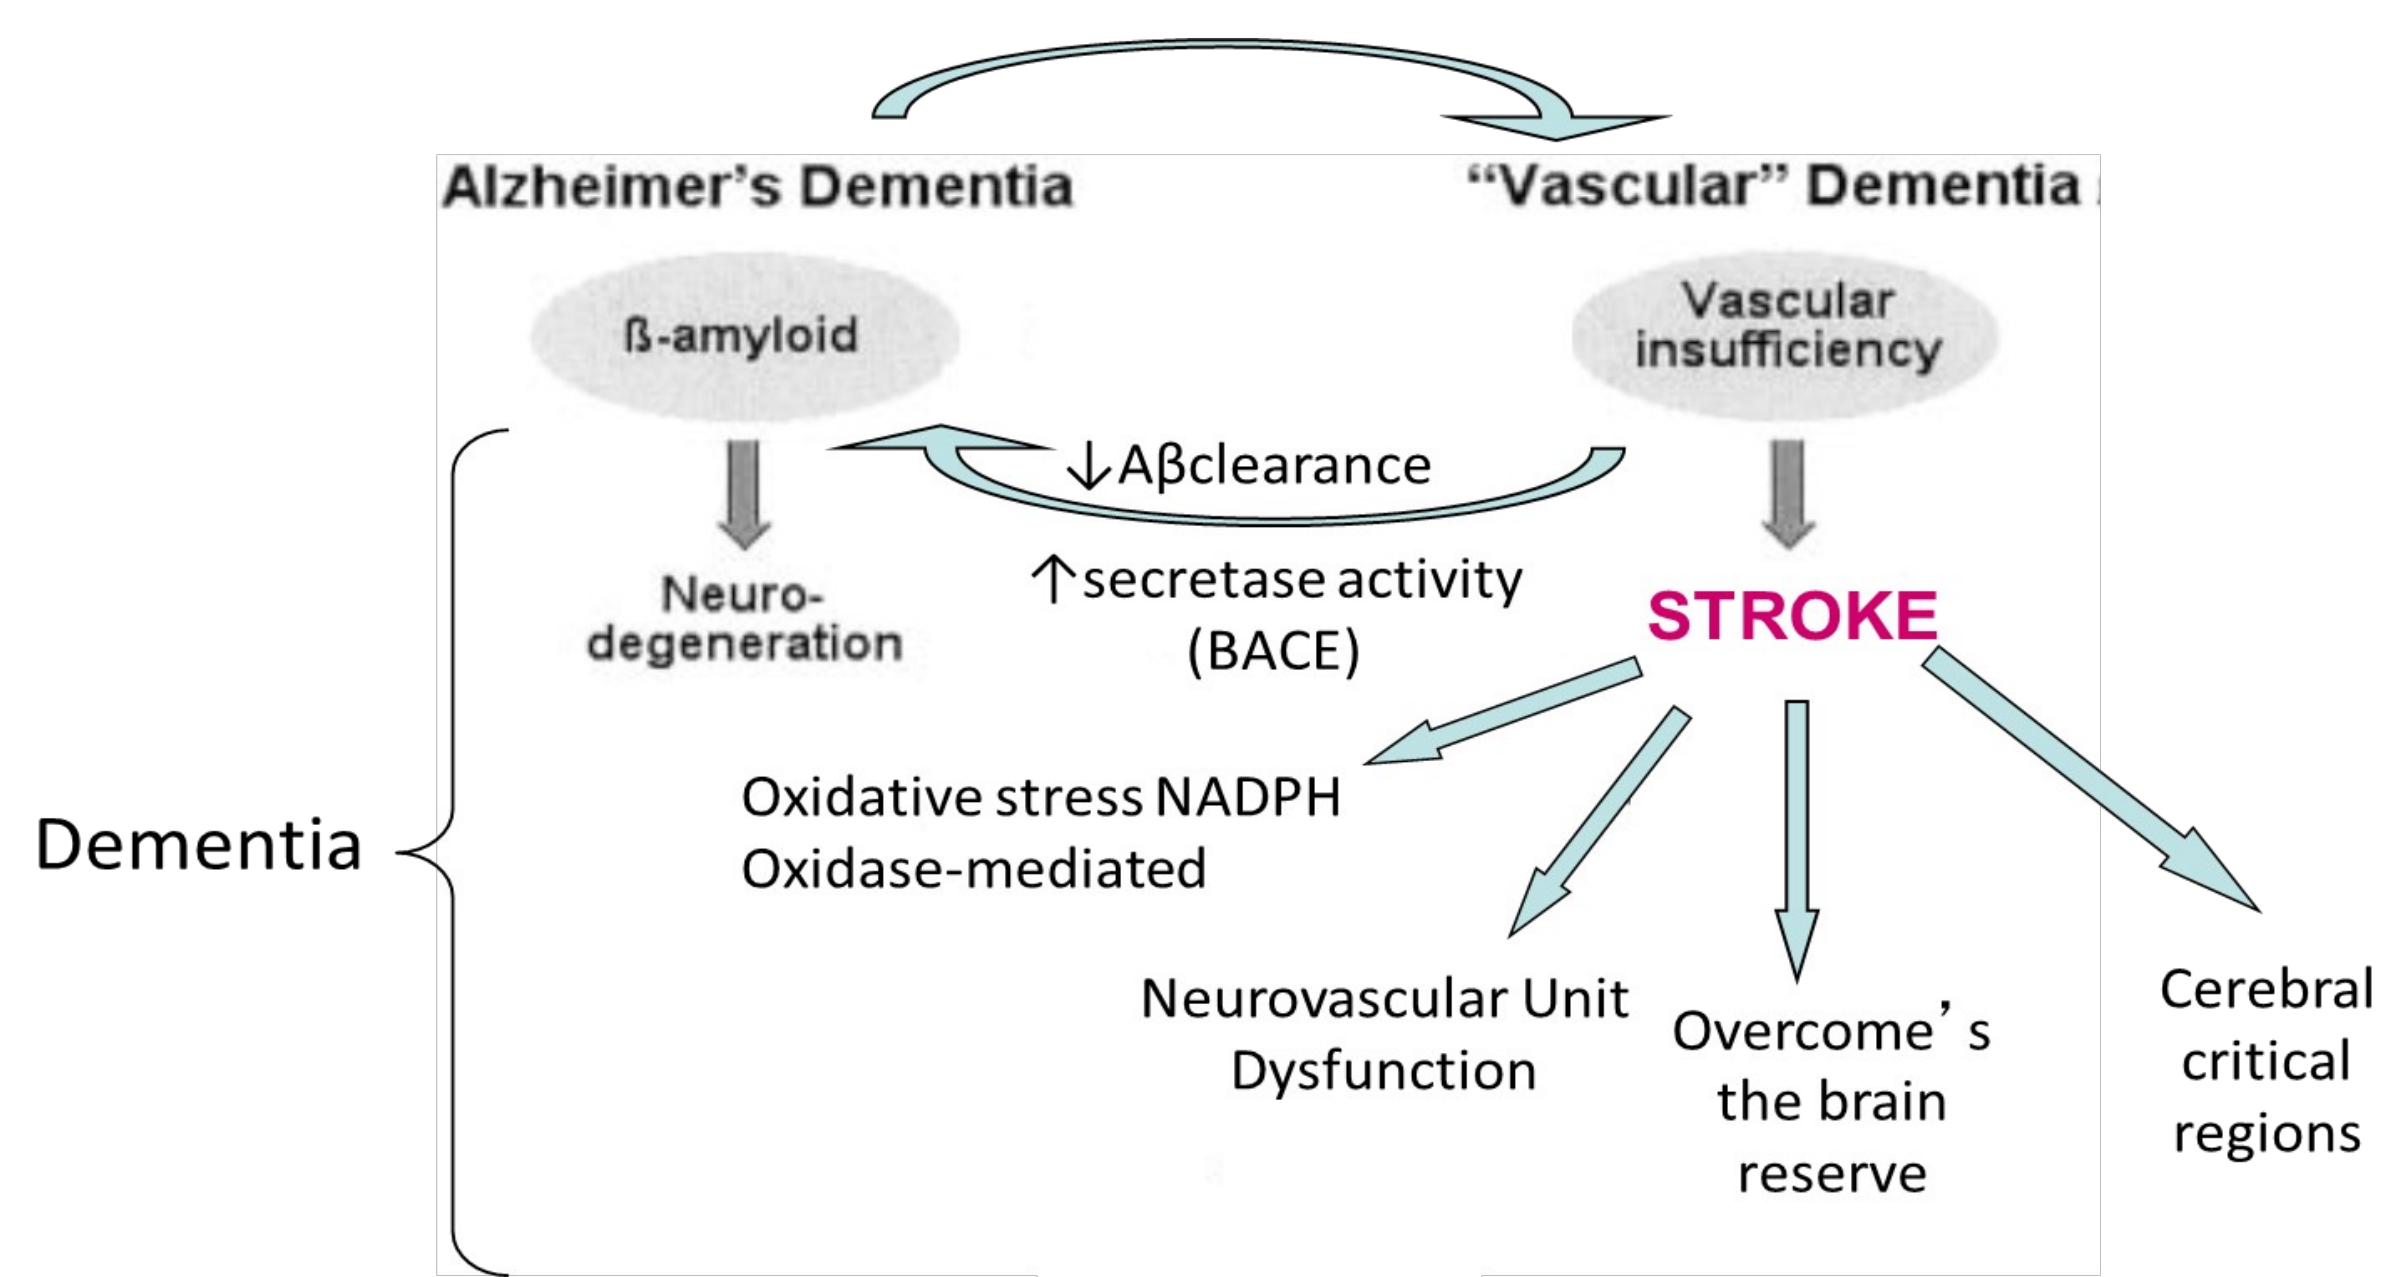 Alzheimer's Dementia
“Vascular” Dementia
ß-amyloid
Vascular
insufficiency
↓Aβclearance
Neuro-
degeneration
↑secretase activity
(BACE)
STROKE
Dementia
Oxidative stress NADPH
Oxidase-mediated
Neurovascular Unit
Dysfunction
Overcome’s
the brain
reserve
Cerebral
critical
regions